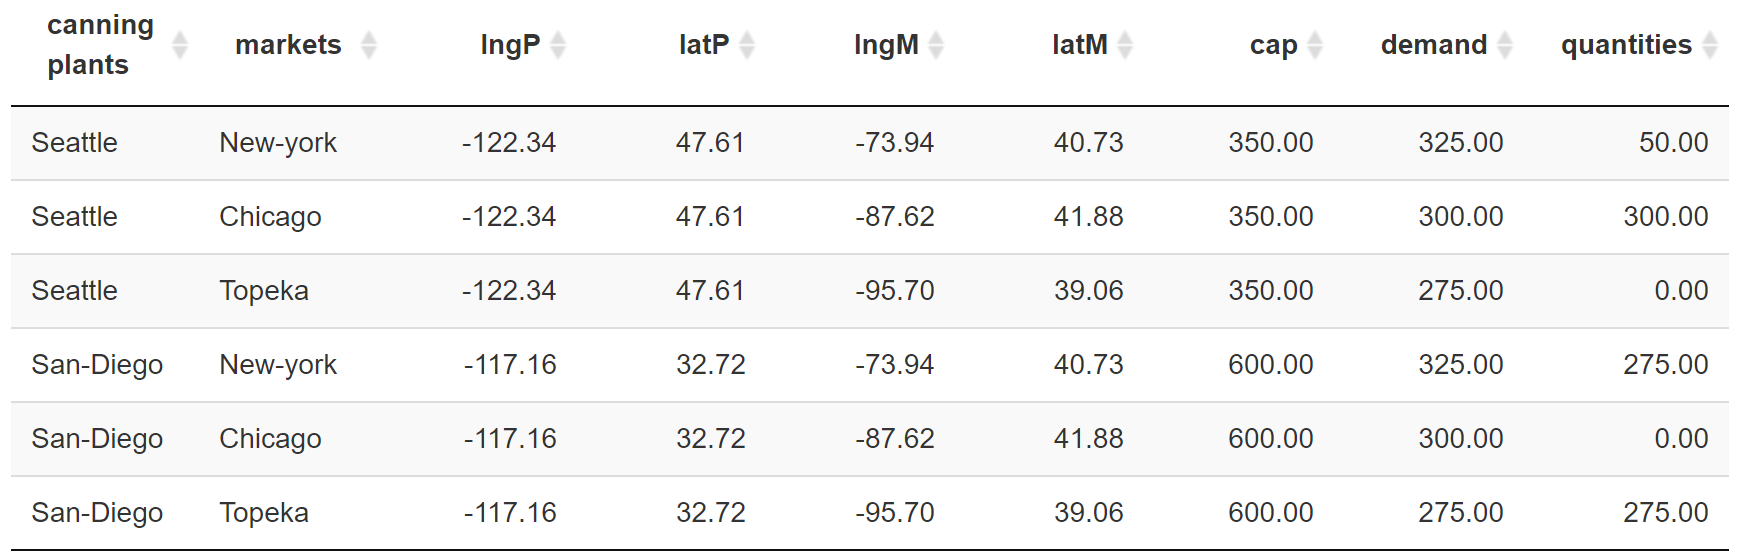 canning plants markets lngP latP lngM latM cap demand quantities
Seattle New-york -122.34 47.61 -73.94 40.73 350.00 325.00 50.00
Seattle Chicago -122.34 47.61 -87.62 41.88 350.00 300.00 300.00
Seattle Topeka -122.34 47.61 -95.70 39.06 350.00 275.00 0.00
San-Diego New-york -117.16 32.72 -73.94 40.73 600.00 325.00 275.00
San-Diego Chicago -117.16 32.72 -87.62 41.88 600.00 300.00 0.00
San-Diego Topeka -117.16 32.72 -95.70 39.06 600.00 275.00 275.00